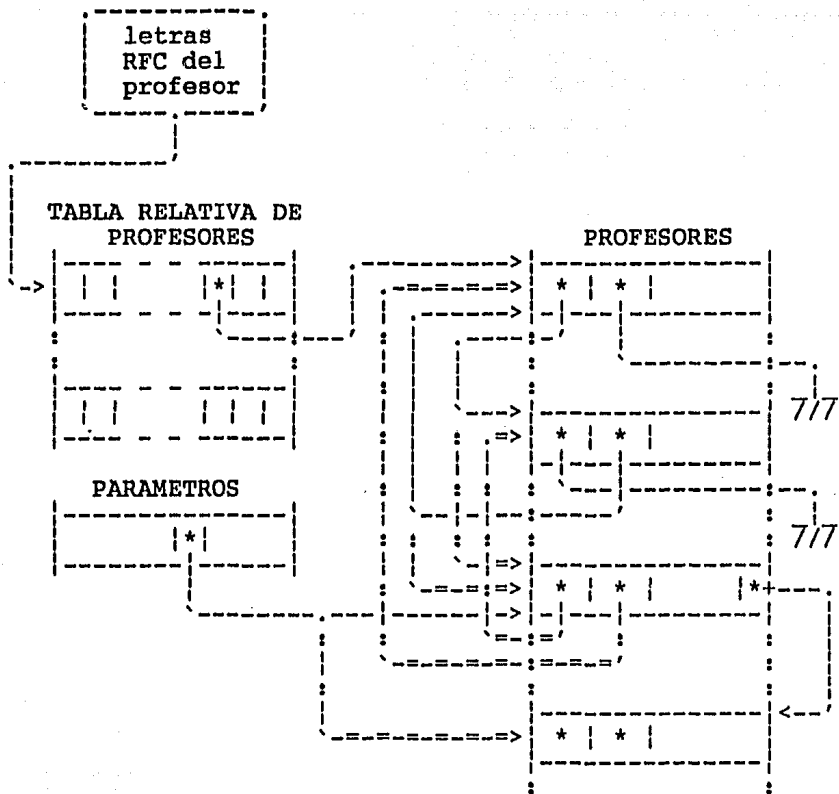 letras
RFC del
profesor
TABLA RELATIVA DE
PROFESORES
PROFESORES
PARAMETROS